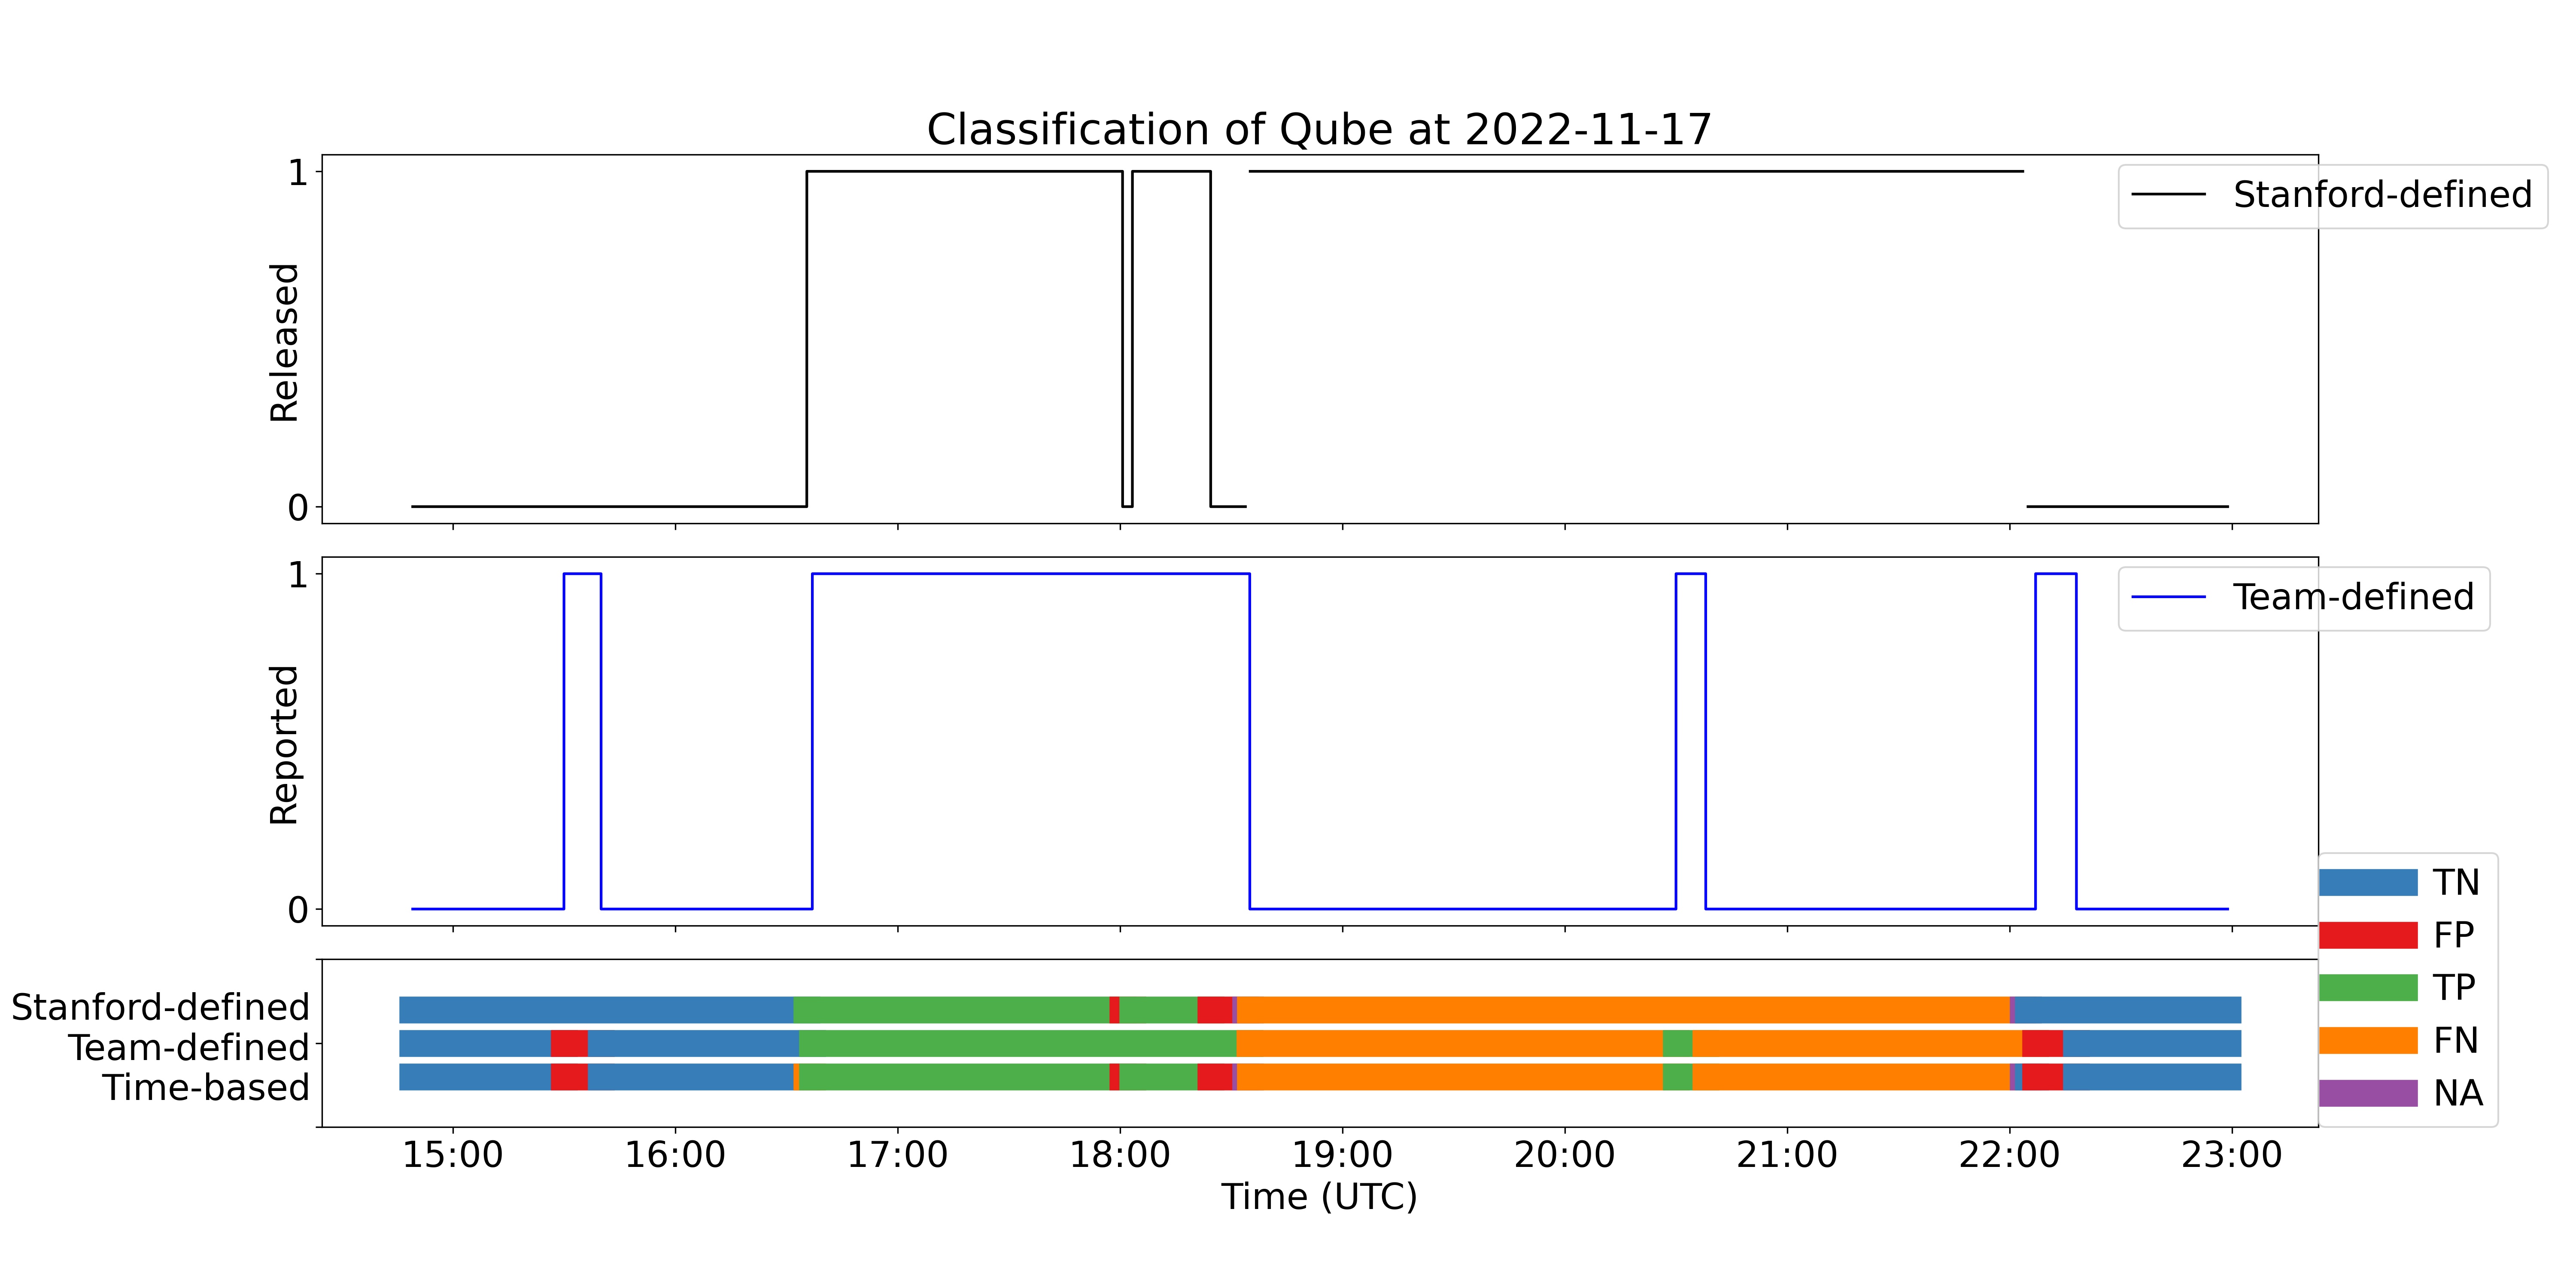 Classification of Qube at 2022-11-17
1
0
Released
Stanford-defined
1
0
Reported
Team-defined
TN
FP
TP
FN
NA
Stanford-defined
Team-defined
Time-based
15:00 16:00 17:00 18:00 19:00 20:00 21:00 22:00 23:00
Time (UTC)